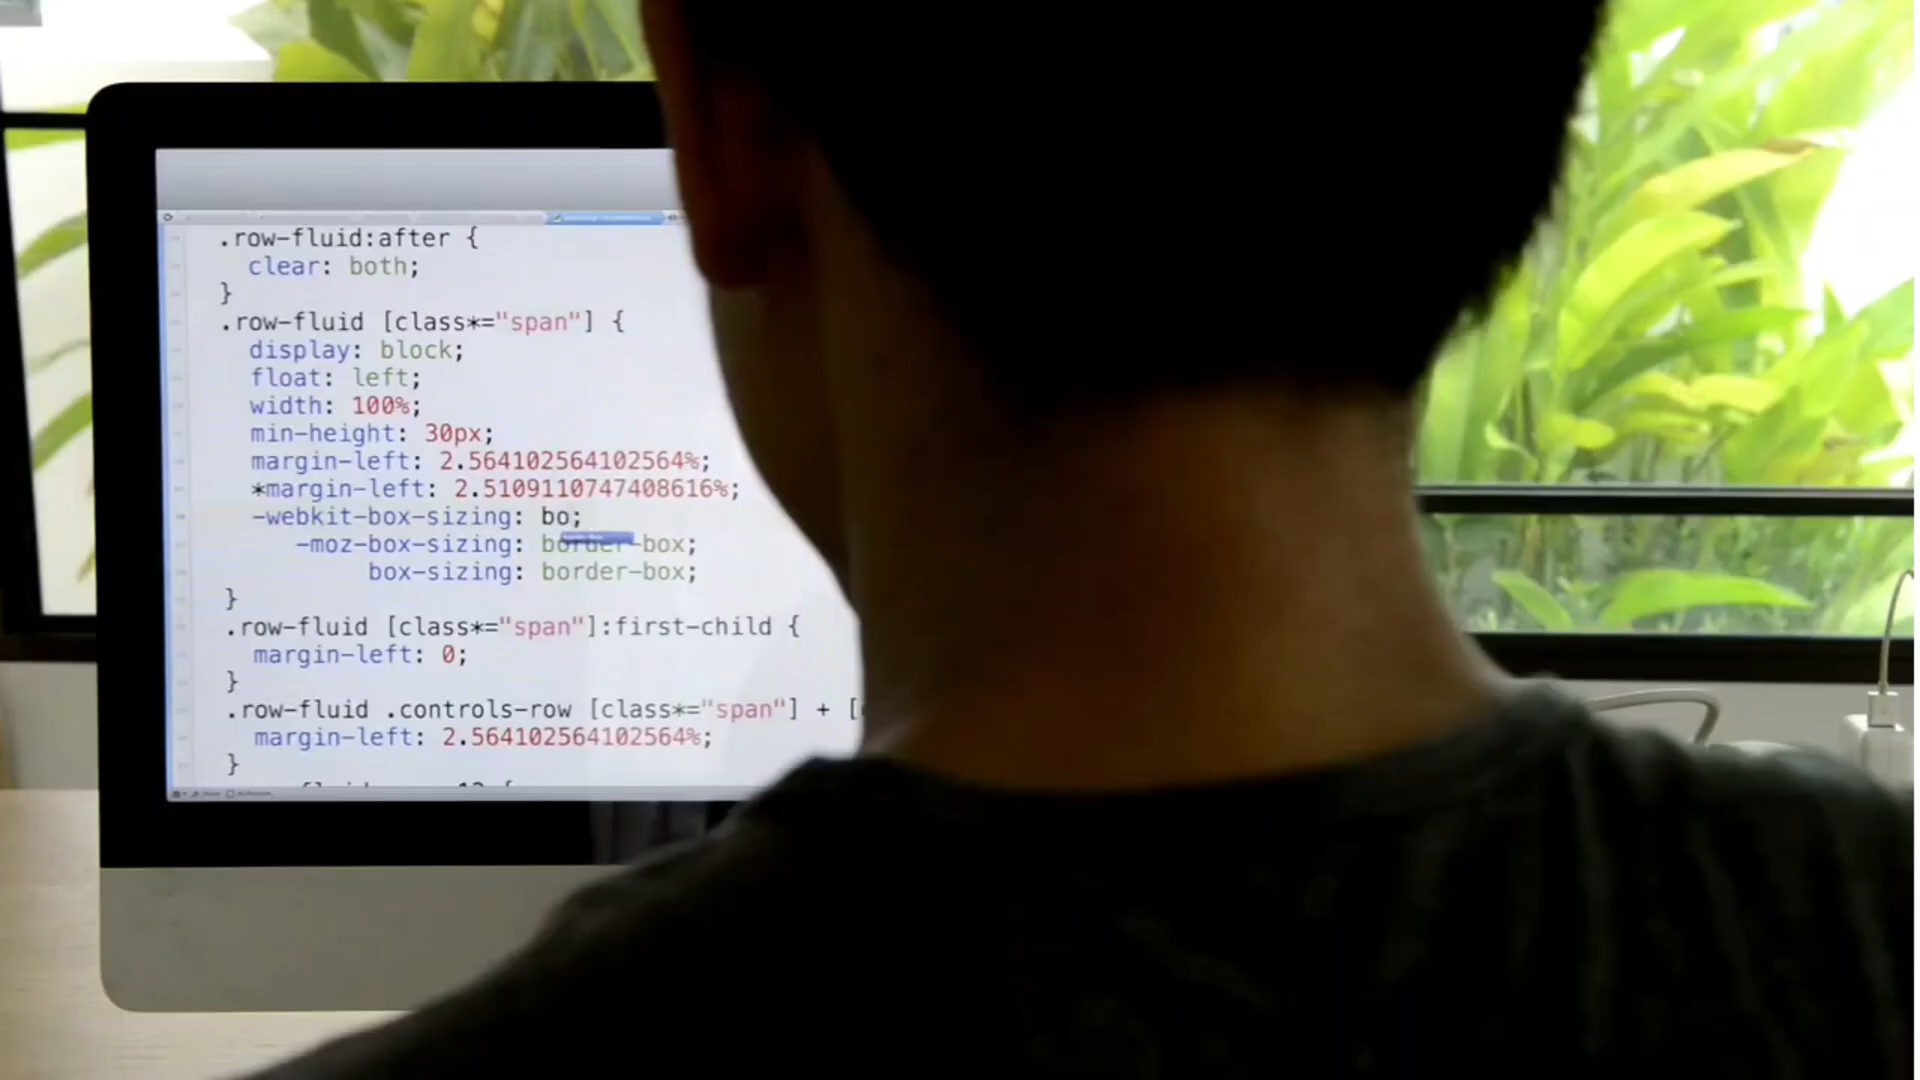 .row-fluid:after {
clear: both;
}
.row-fluid [class*="span"] {
display: block;
float: left;
width: 100%;
min-height: 30px;
margin-left: 2.564102564102564%;
*margin-left: 2.5109110747408616%;
-webkit-box-sizing: bo;
-moz-box-sizing: border-box;
box-sizing: border-box;
}
.row-fluid [class*="span"]:first-child {
margin-left: 0;
}
.row-fluid .controls-row [class*="span"] + [
margin-left: 2.564102564102564%;
}